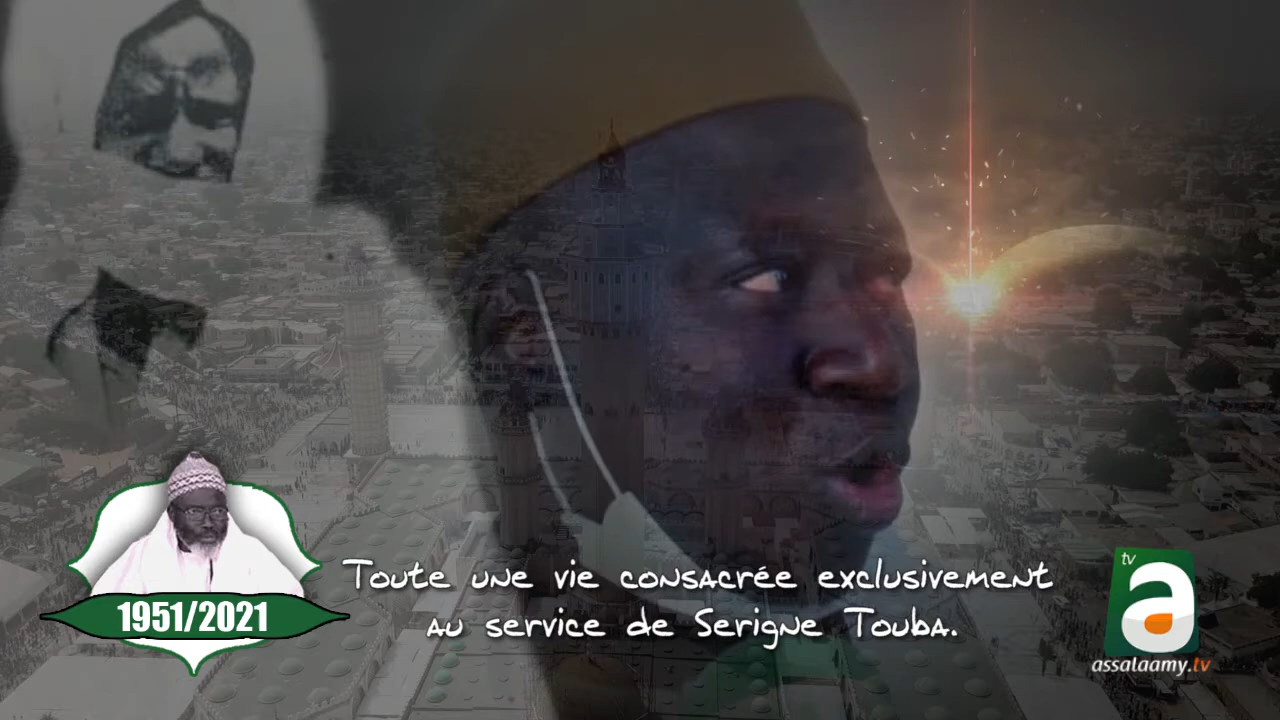 Toute une vie consacrée exclusivement
au service de Serigne Touba.
1951/2021
tv
a
assalaamy.tv